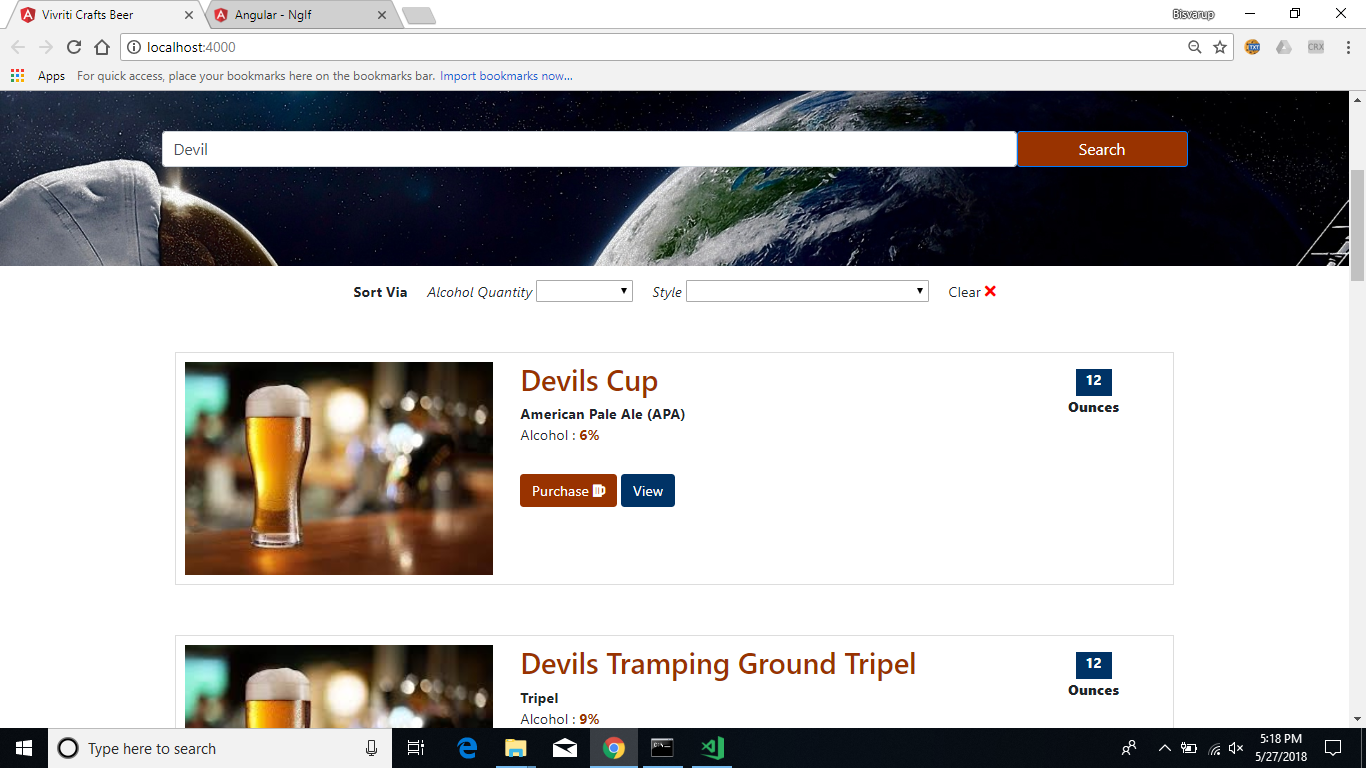 Vivriti Crafts Beer
Angular - NgIf
Bisvarup
localhost:4000
TXT
CRX
Apps
For quick access, place your bookmarks here on the bookmarks bar. Import bookmarks now...
Devil
Search
Sort Via Alcohol Quantity Style Clear
Devils Cup
12
Ounces
American Pale Ale (APA)
Alcohol : 6%
Purchase View
Devils Tramping Ground Tripel
12
Ounces
Tripel
Alcohol : 9%
Type here to search
5:18 PM
5/27/2018